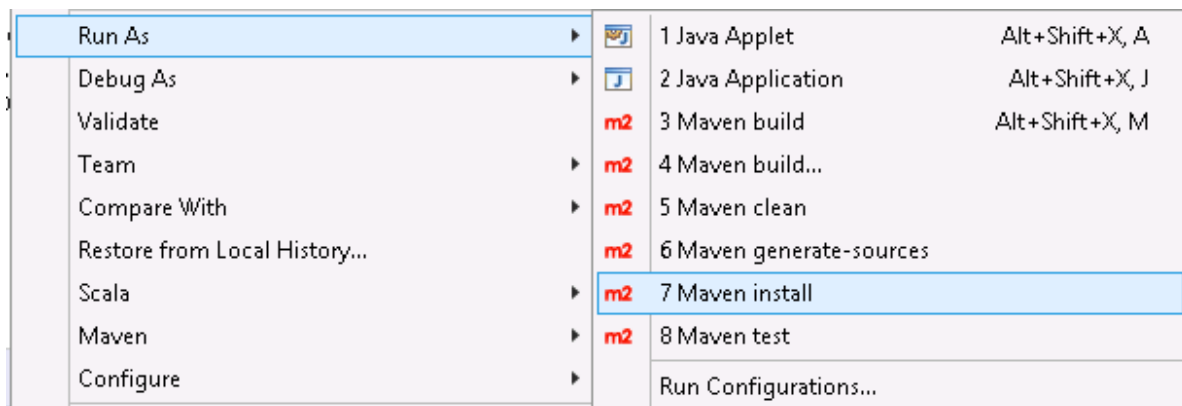 Run As
Debug As
Validate
Team
Compare With
Restore from Local History...
Scala
Maven
Configure
1 Java Applet Alt+Shift+X, A
2 Java Application Alt+Shift+X, J
m2 3 Maven build Alt+Shift+X, M
m2 4 Maven build...
m2 5 Maven clean
m2 6 Maven generate-sources
m2 7 Maven install
m2 8 Maven test
Run Configurations...